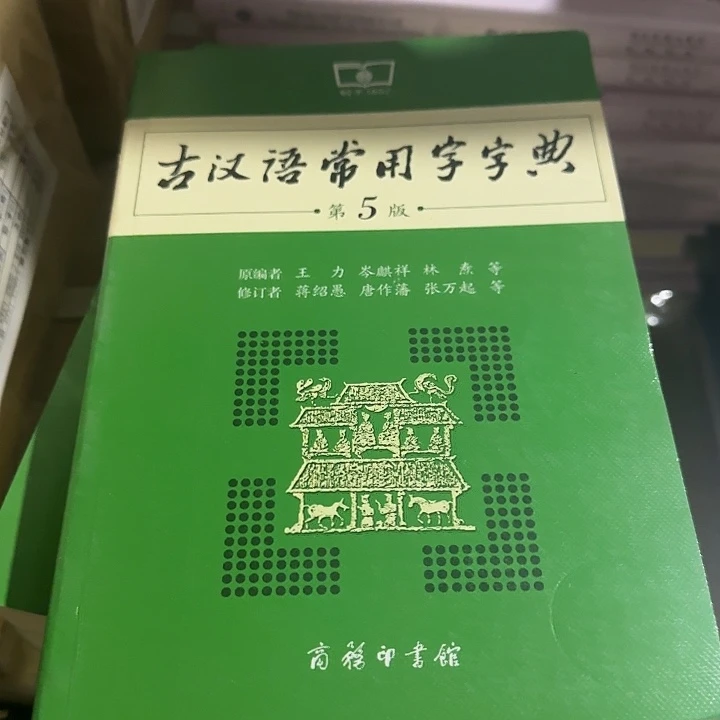 古汉语常用字字典
第5版
原编者 王力 岑麒祥 林焘 等
修订者 蒋绍愚 唐作藩 张万起 等
商務印書館